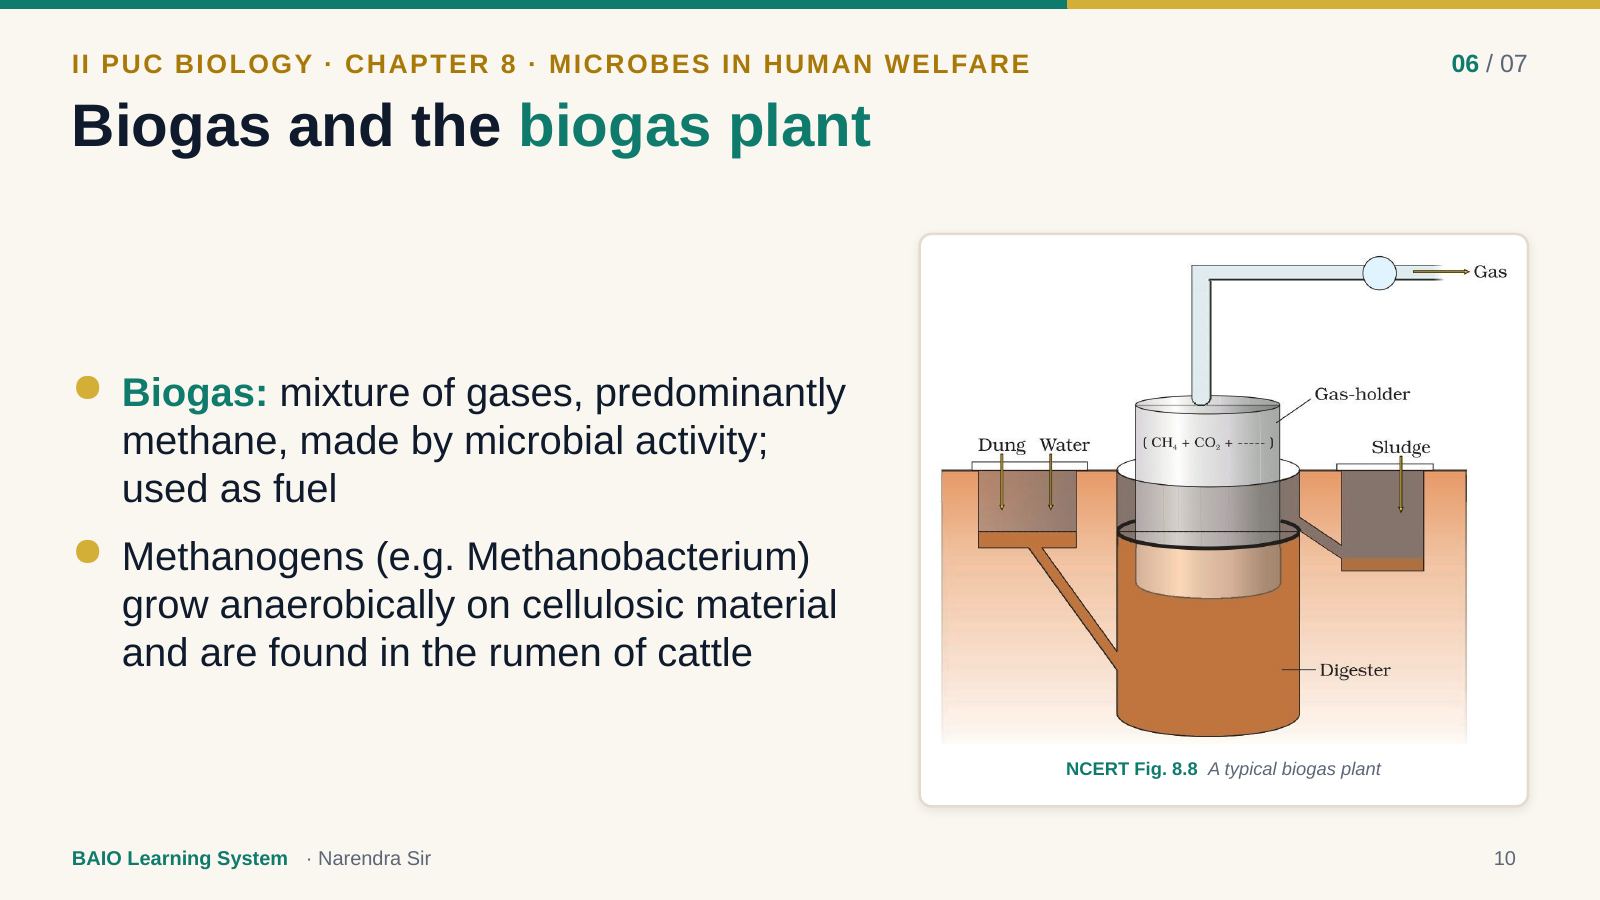 II PUC BIOLOGY · CHAPTER 8 · MICROBES IN HUMAN WELFARE
06 / 07
Biogas and the biogas plant
Biogas: mixture of gases, predominantly
methane, made by microbial activity;
used as fuel
Methanogens (e.g. Methanobacterium)
grow anaerobically on cellulosic material
and are found in the rumen of cattle
Gas
Gas-holder
Dung Water
( CH₄ + CO₂ + ----- )
Sludge
Digester
NCERT Fig. 8.8 A typical biogas plant
BAIO Learning System · Narendra Sir
10